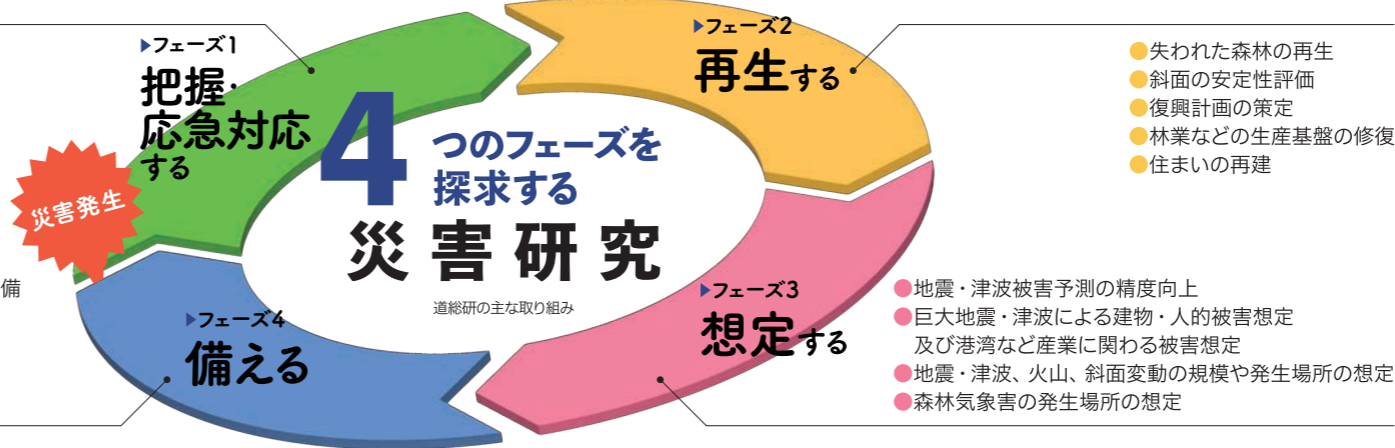 ▶フェーズ1
把握・
応急対応
する
災害発生
▶フェーズ2
再生する
4つのフェーズを
探求する
災害研究
道総研の主な取り組み
▶フェーズ3
想定する
▶フェーズ4
備える
備
●失われた森林の再生
●斜面の安定性評価
●復興計画の策定
●林業などの生産基盤の修復
●住まいの再建
●地震・津波被害予測の精度向上
●巨大地震・津波による建物・人的被害想定
及び港湾など産業に関わる被害想定
●地震・津波、火山、斜面変動の規模や発生場所の想定
●森林気象害の発生場所の想定